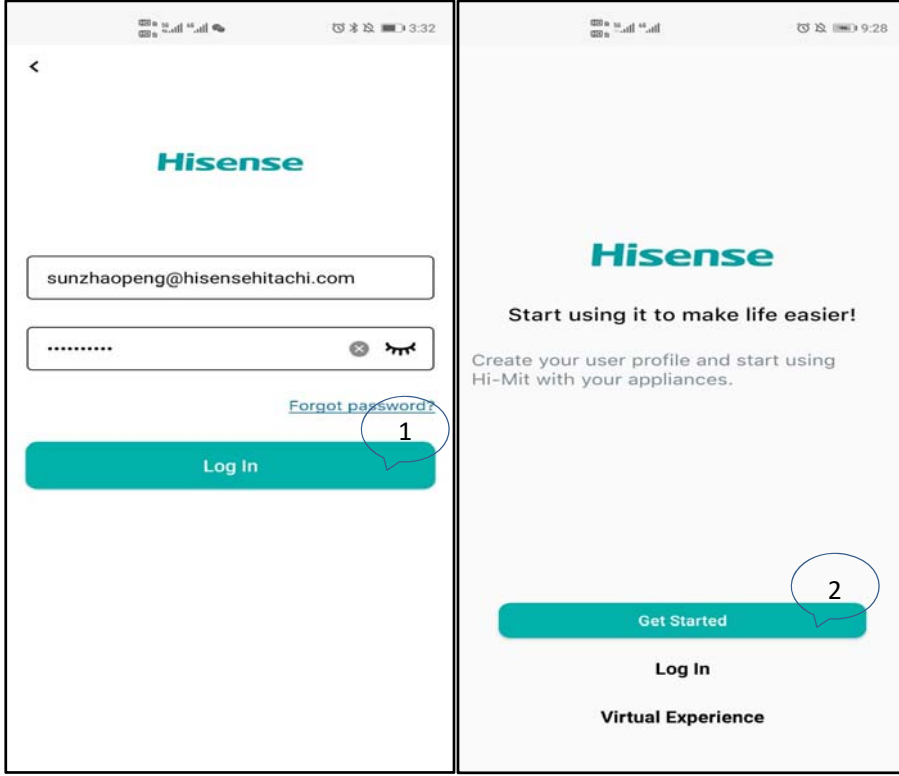 3:32
Hisense
sunzhaopeng@hisensehitachi.com
..........
Forgot password?
1
Log In
9:28
Hisense
Start using it to make life easier!
Create your user profile and start using
Hi-Mit with your appliances.
2
Get Started
Log In
Virtual Experience